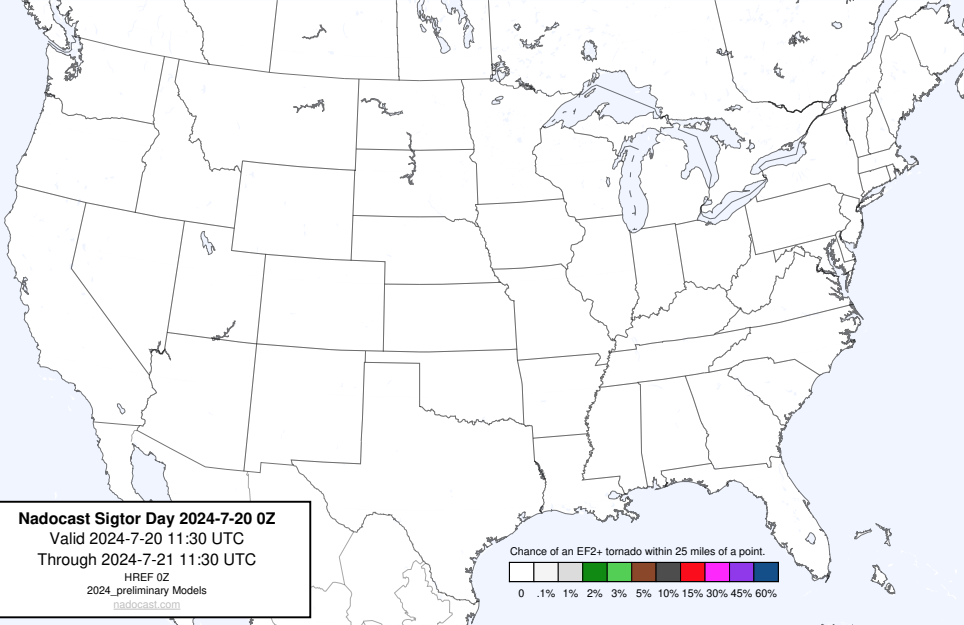 Nadocast Sigtor Day 2024-7-20 0Z
Valid 2024-7-20 11:30 UTC
Through 2024-7-21 11:30 UTC
HREF 0Z
2024_preliminary Models
nadocast.com
Chance of an EF2+ tornado within 25 miles of a point.
0 .1% 1% 2% 3% 5% 10% 15% 30% 45% 60%